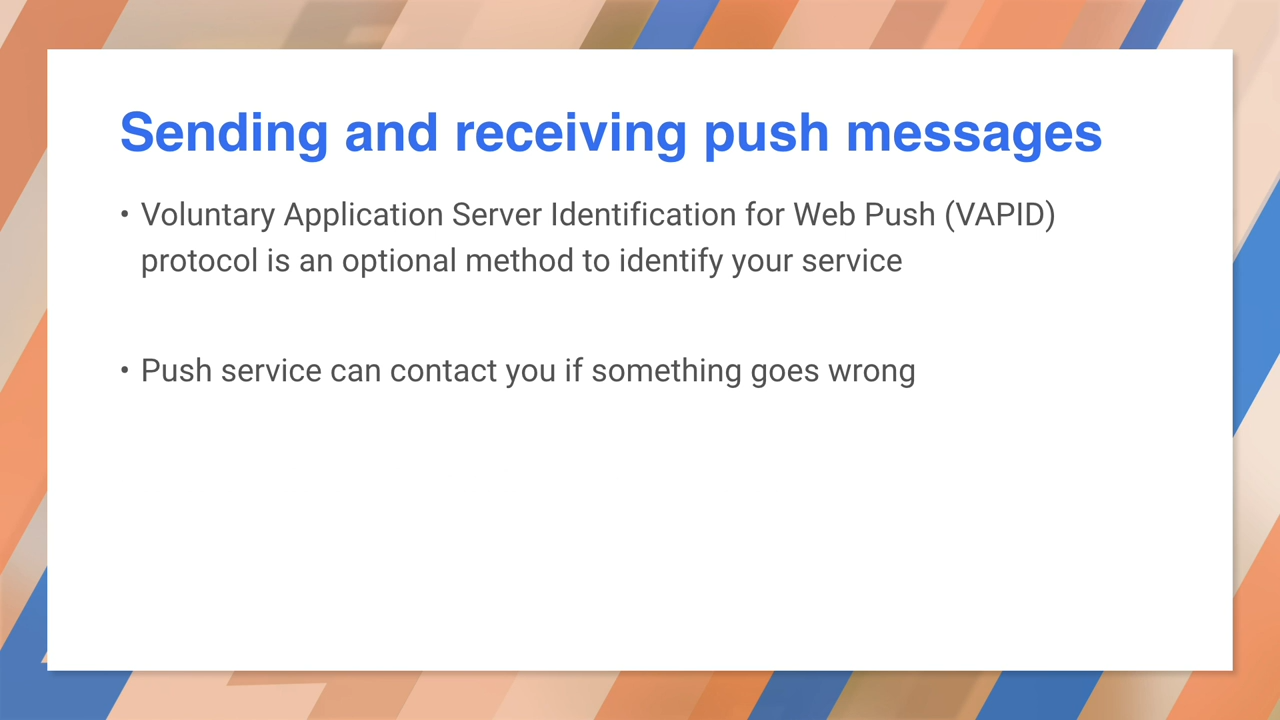 Sending and receiving push messages
• Voluntary Application Server Identification for Web Push (VAPID)
protocol is an optional method to identify your service
• Push service can contact you if something goes wrong